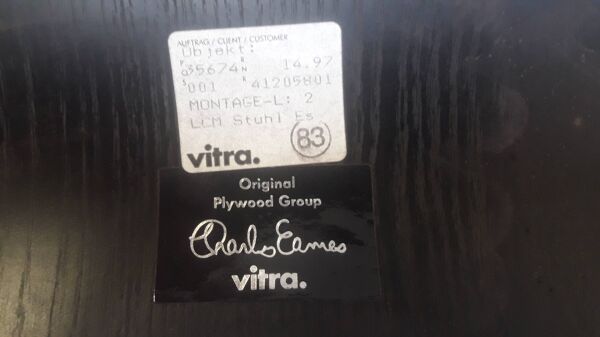 AUFTRAG / CLIENT / CUSTOMER
Objekt:
35674 14.97
001 41205801
MONTAGE-L: 2
LCM Stuhl Es
83
vitra.
Original
Plywood Group
Charles Eames
vitra.